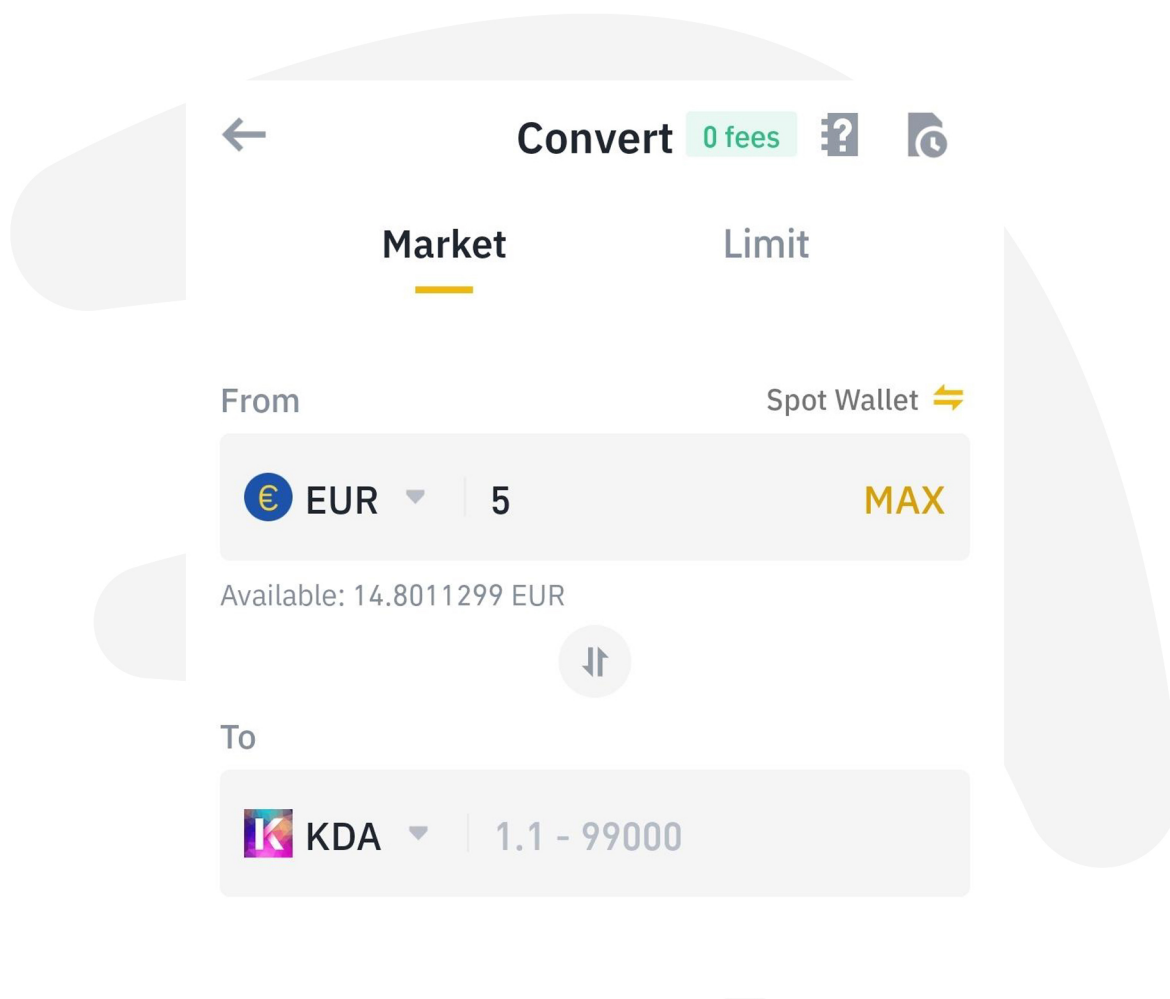 Convert 0 fees
Market Limit
From Spot Wallet
€ EUR 5 MAX
Available: 14.8011299 EUR
To
K KDA 1.1 - 99000